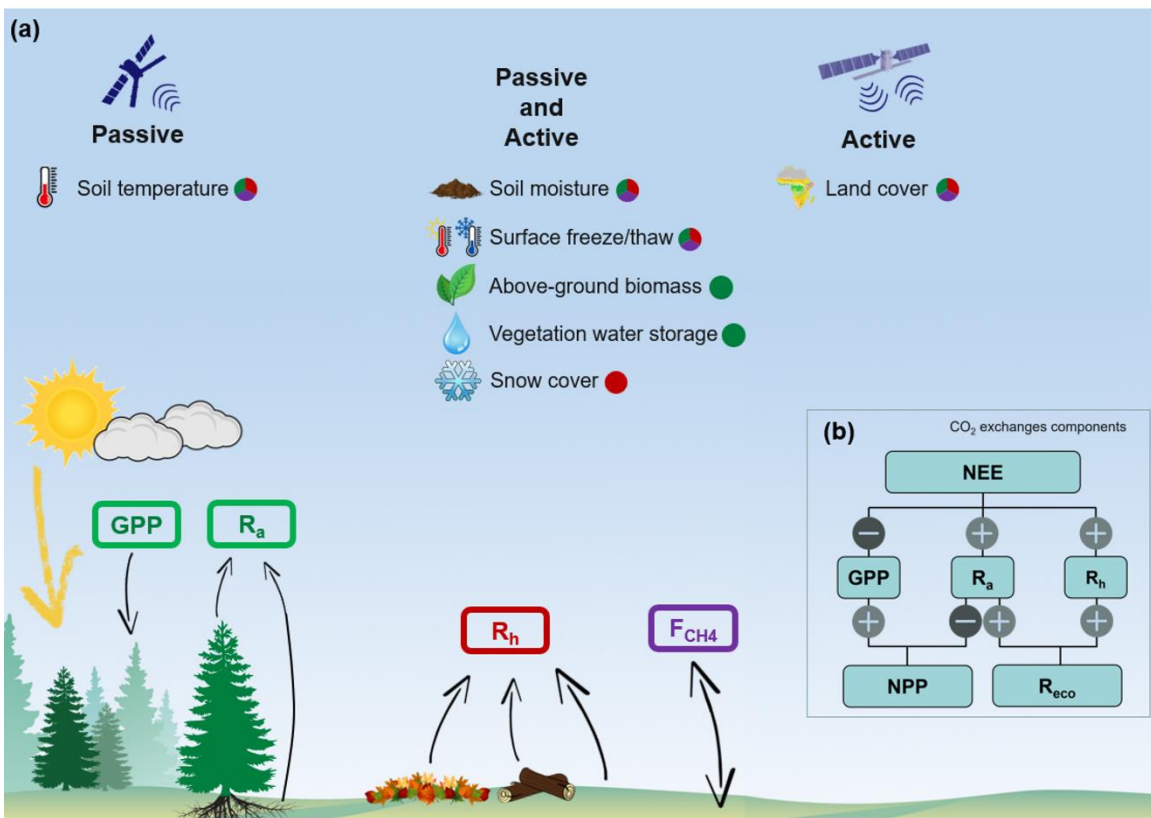 (a)
Passive
Soil temperature
Passive
and
Active
Soil moisture
Surface freeze/thaw
Above-ground biomass
Vegetation water storage
Snow cover
Active
Land cover
GPP
Ra
Rh
FCH4
(b)
CO2 exchanges components
NEE
− + +
GPP Ra Rh
+ − + +
NPP Reco